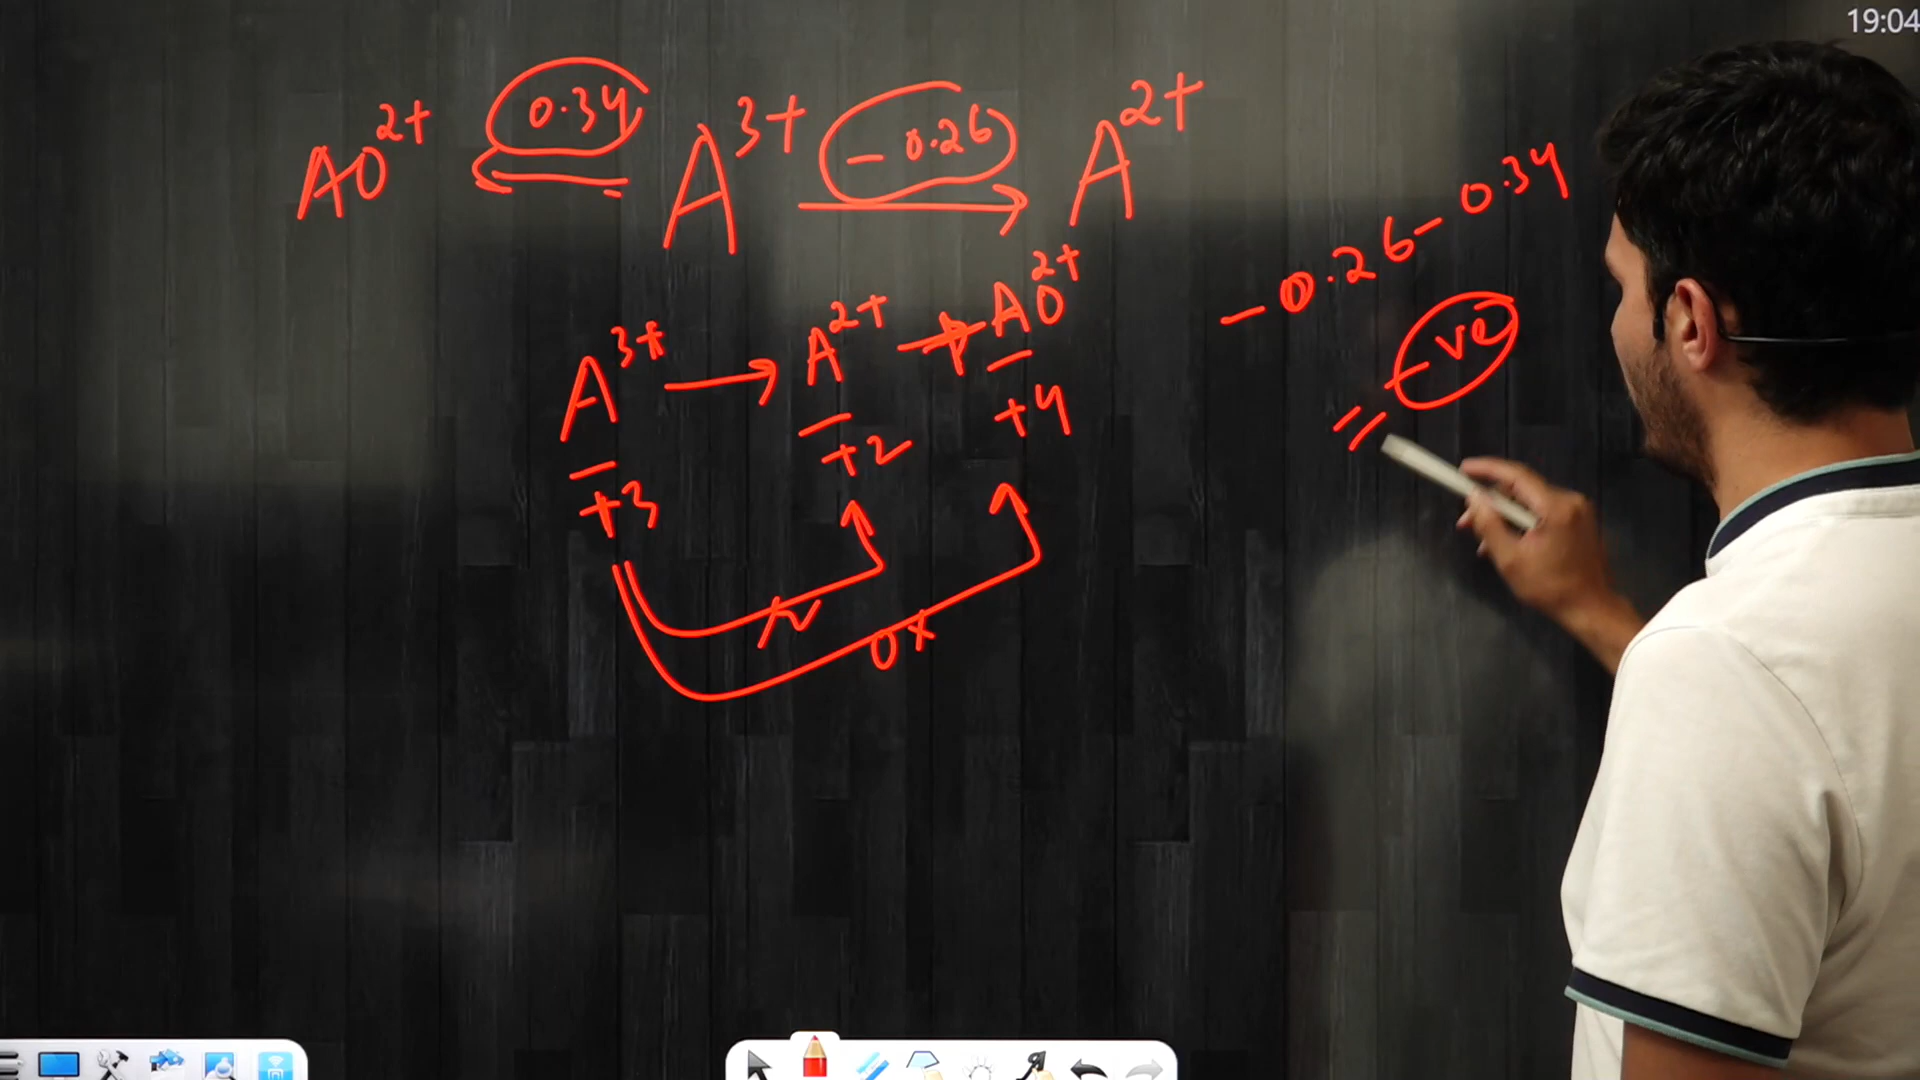 19:04
AO²⁺ 0.34 A³⁺ -0.26 A²⁺
-0.26-0.34
A³⁺ → A²⁺ + AO²⁺
= -ve
+3 +2 +4
ox